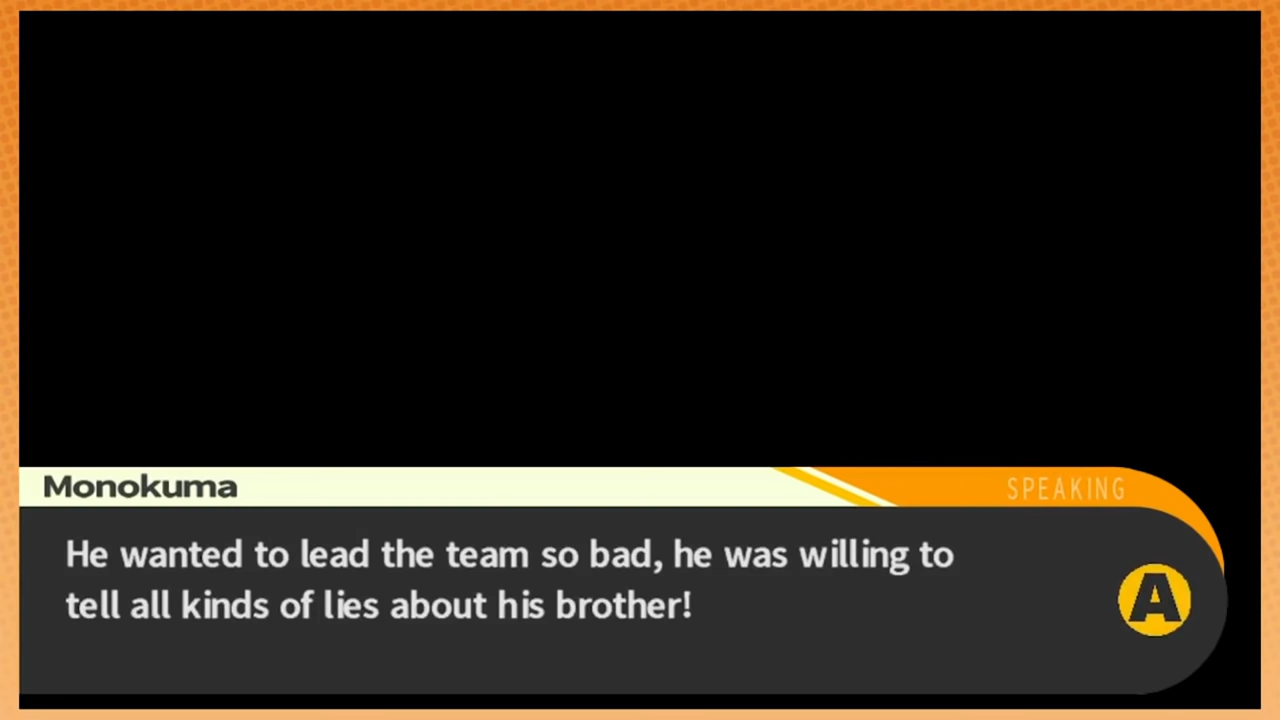 Monokuma
SPEAKING
He wanted to lead the team so bad, he was willing to
tell all kinds of lies about his brother!
A